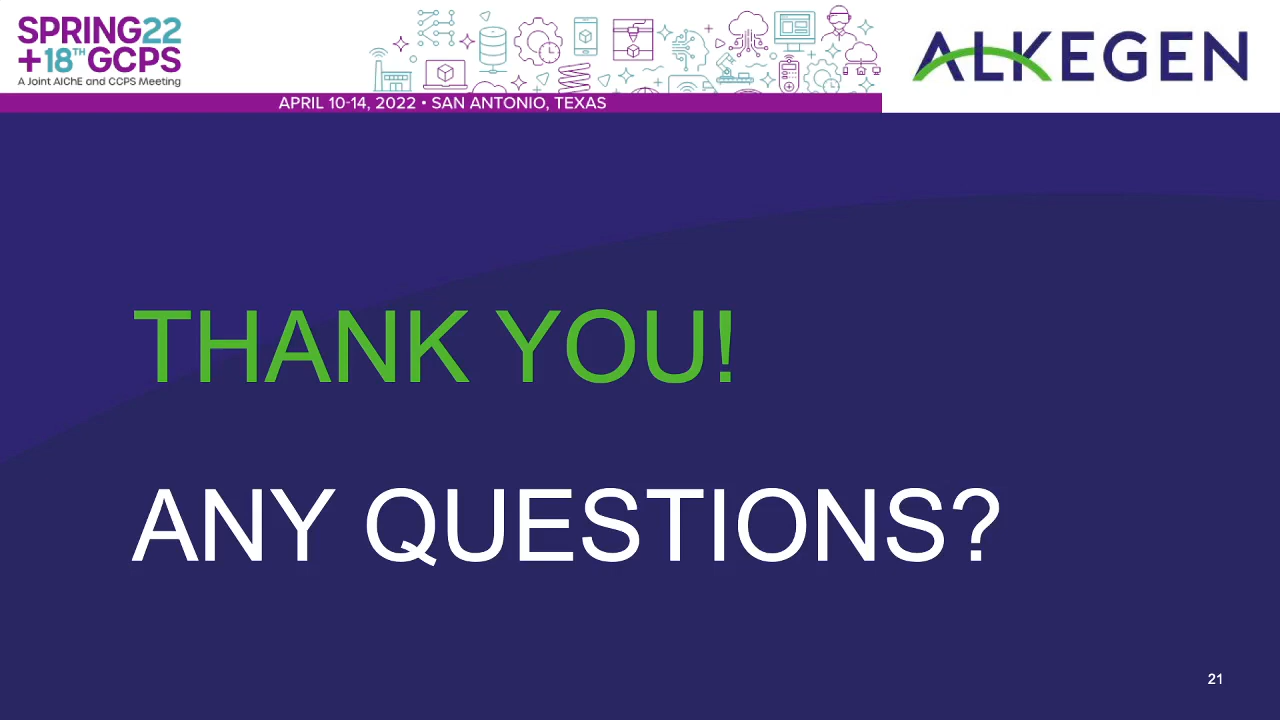 SPRING22
+18TH GCPS
A Joint AIChE and CCPS Meeting
APRIL 10-14, 2022 • SAN ANTONIO, TEXAS
ALKEGEN
THANK YOU!
ANY QUESTIONS?
21